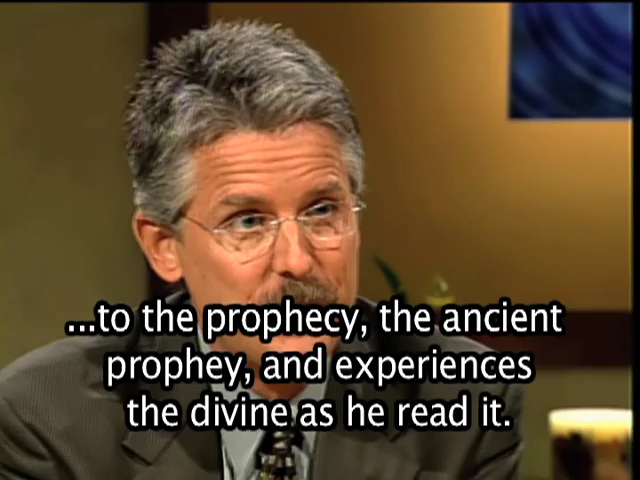 ...to the prophecy, the ancient
prophey, and experiences
the divine as he read it.